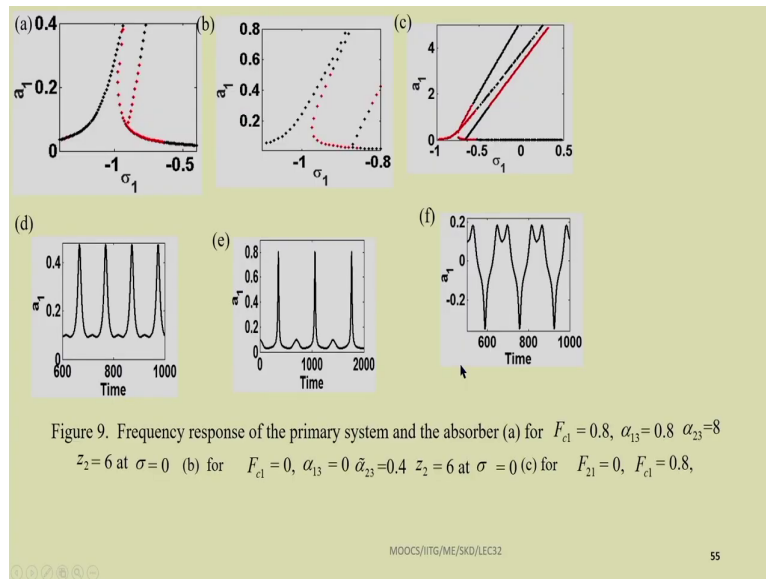 (a)
0.4
0.2
0
a1
-1
-0.5
σ1
(b)
0.8
0.6
0.4
0.2
a1
-1
-0.8
σ1
(c)
4
2
0
a1
-1
-0.5
0
0.5
σ1
(d)
0.4
0.2
0
a1
600
800
1000
Time
(e)
0.8
0.6
0.4
0.2
0
a1
0
1000
2000
Time
(f)
0.2
0
-0.2
a1
600
800
1000
Time
Figure 9. Frequency response of the primary system and the absorber (a) for F_c1 = 0.8, α13 = 0.8 α23 =8
z2 = 6 at σ = 0 (b) for F_c1 = 0, α13 = 0 α̃23 =0.4 z2 = 6 at σ = 0 (c) for F21 = 0, F_c1 = 0.8,
MOOCS/IITG/ME/SKD/LEC32
55